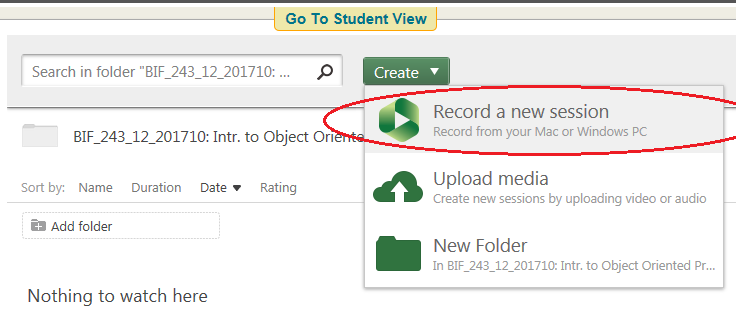 Go To Student View
Search in folder "BIF_243_12_201710: ...
Create
Record a new session
Record from your Mac or Windows PC
BIF_243_12_201710: Intr. to Object Oriente
Upload media
Create new sessions by uploading video or audio
Sort by: Name Duration Date Rating
Add folder
New Folder
In BIF_243_12_201710: Intr. to Object Oriented Pr...
Nothing to watch here